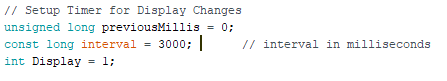 // Setup Timer for Display Changes
unsigned long previousMillis = 0;
const long interval = 3000; // interval in milliseconds
int Display = 1;